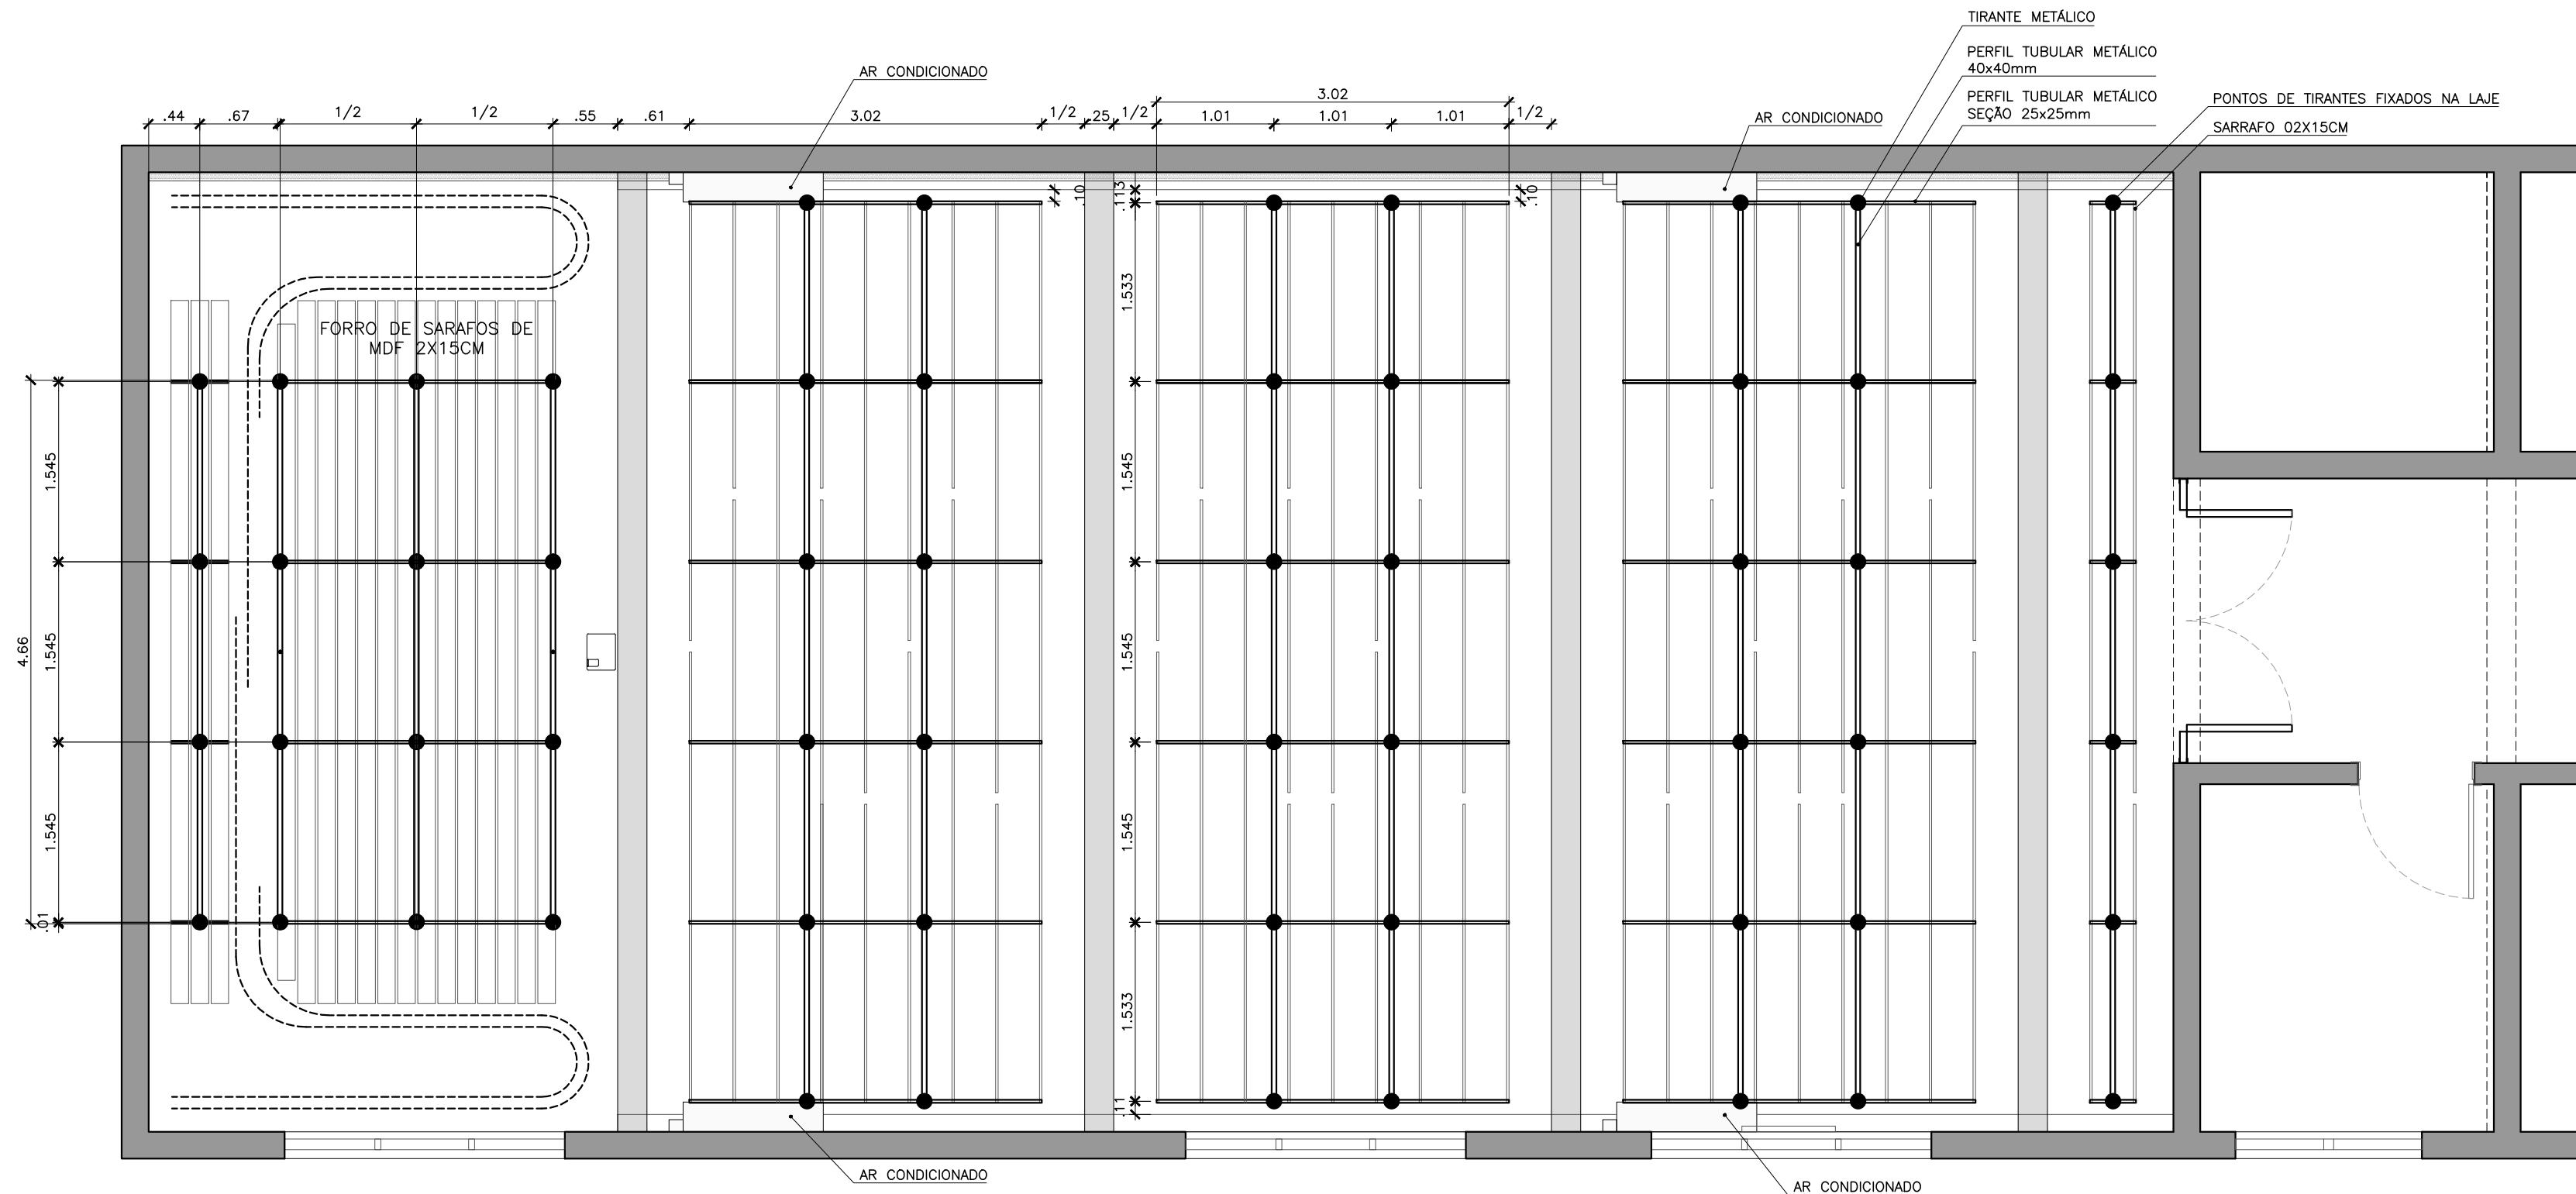 TIRANTE METÁLICO
PERFIL TUBULAR METÁLICO
40x40mm
PERFIL TUBULAR METÁLICO
SEÇÃO 25x25mm
PONTOS DE TIRANTES FIXADOS NA LAJE
SARRAFO 02X15CM
AR CONDICIONADO
AR CONDICIONADO
3.02
.44 .67 1/2 1/2 .55 .61 3.02 1/2 .25 1/2 1.01 1.01 1.01 1/2
.10
.113
.10
1.533
FORRO DE SARAFOS DE
MDF 2X15CM
1.545
1.545
4.66
1.545
1.545
1.545
1.545
.01
1.533
.11
AR CONDICIONADO
AR CONDICIONADO